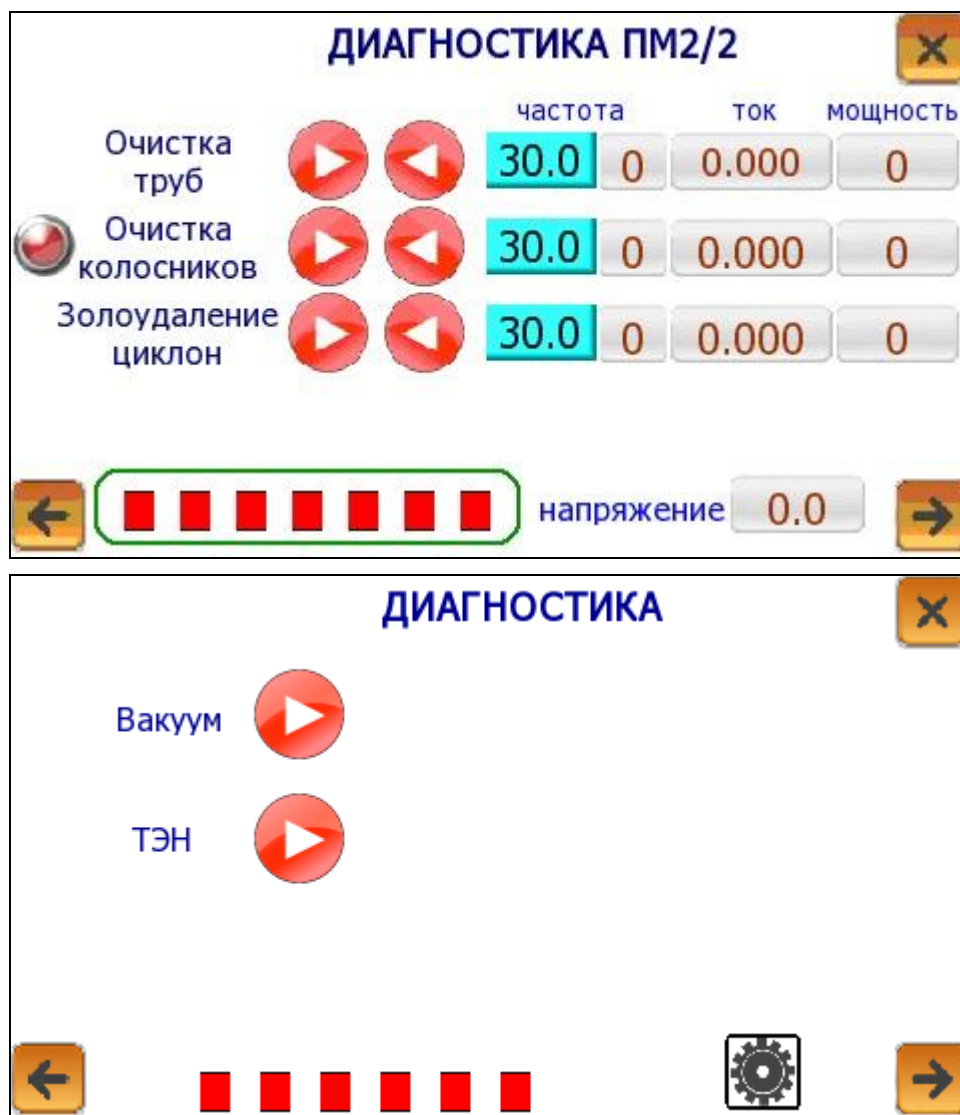 ДИАГНОСТИКА ПМ2/2
частота ток мощность
Очистка
труб
30.0 0 0.000 0
Очистка
колосников
30.0 0 0.000 0
Золоудаление
циклон
30.0 0 0.000 0
напряжение 0.0
ДИАГНОСТИКА
Вакуум
ТЭН